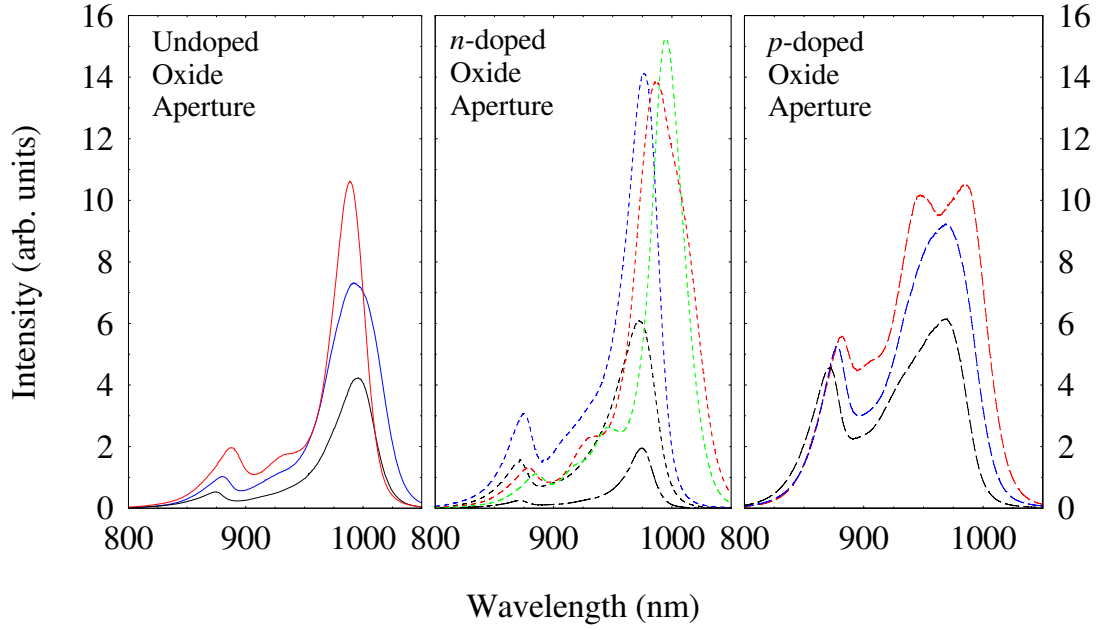 Undoped
Oxide
Aperture
n-doped
Oxide
Aperture
p-doped
Oxide
Aperture
16
14
12
10
8
6
4
2
0
16
14
12
10
8
6
4
2
0
800
900
1000
800
900
1000
800
900
1000
Intensity (arb. units)
Wavelength (nm)